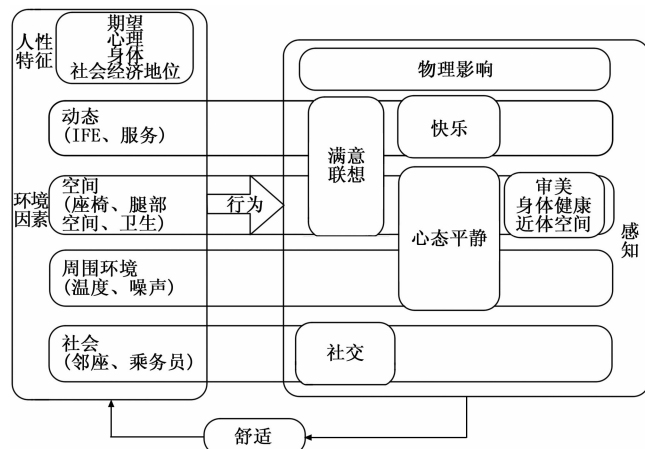 人性
特征
期望
心理
身体
社会经济地位
物理影响
动态
(IFE、服务)
满意
联想
快乐
环境
因素
空间
(座椅、腿部
空间、卫生)
行为
心态平静
审美
身体健康
近体空间
感
知
周围环境
(温度、噪声)
社会
(邻座、乘务员)
社交
舒适